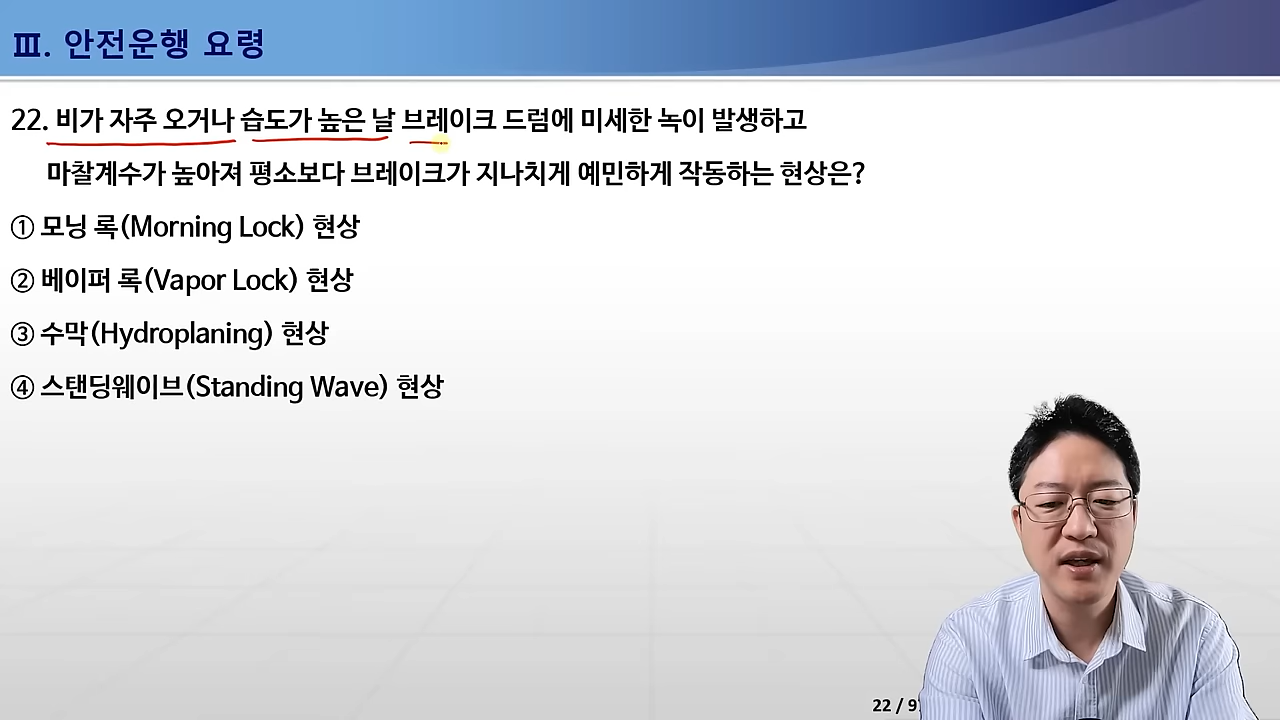 Ⅲ. 안전운행 요령
22. 비가 자주 오거나 습도가 높은 날 브레이크 드럼에 미세한 녹이 발생하고
마찰계수가 높아져 평소보다 브레이크가 지나치게 예민하게 작동하는 현상은?
① 모닝 록(Morning Lock) 현상
② 베이퍼 록(Vapor Lock) 현상
③ 수막(Hydroplaning) 현상
④ 스탠딩웨이브(Standing Wave) 현상
22 /